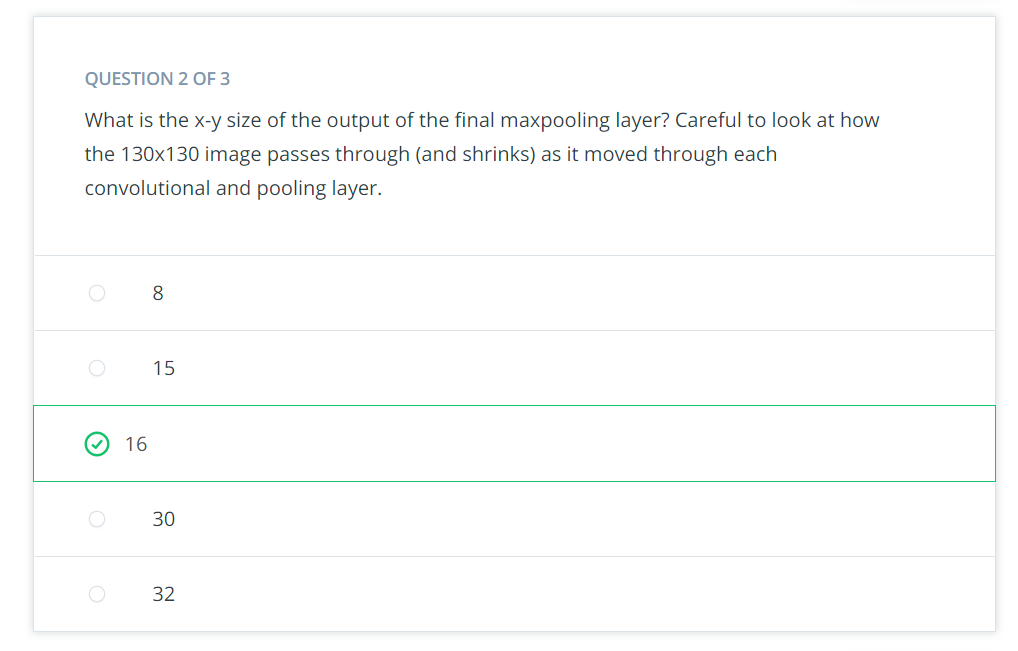 QUESTION 2 OF 3
What is the x-y size of the output of the final maxpooling layer? Careful to look at how
the 130x130 image passes through (and shrinks) as it moved through each
convolutional and pooling layer.
8
15
16
30
32